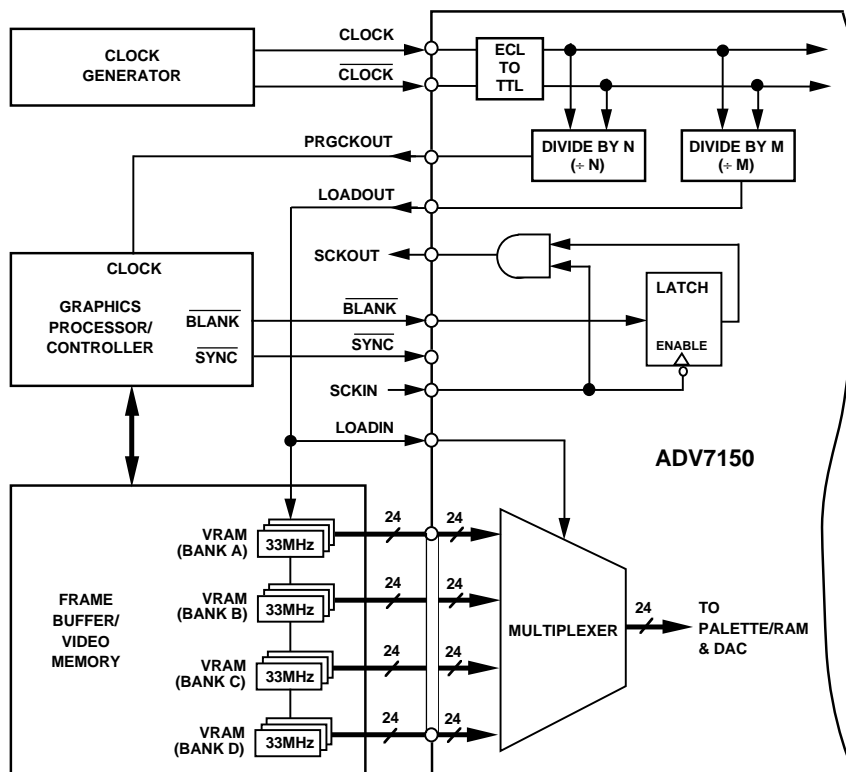 CLOCK
GENERATOR
CLOCK
CLOCK
ECL
TO
TTL
PRGCKOUT
DIVIDE BY N
(÷ N)
DIVIDE BY M
(÷ M)
LOADOUT
SCKOUT
CLOCK
GRAPHICS
PROCESSOR/
CONTROLLER
BLANK
SYNC
BLANK
SYNC
LATCH
ENABLE
SCKIN
LOADIN
ADV7150
FRAME
BUFFER/
VIDEO
MEMORY
VRAM
(BANK A)
33MHz
24
24
VRAM
(BANK B)
33MHz
24
24
VRAM
(BANK C)
33MHz
24
24
VRAM
(BANK D)
33MHz
24
24
MULTIPLEXER
24
TO
PALETTE/RAM
& DAC